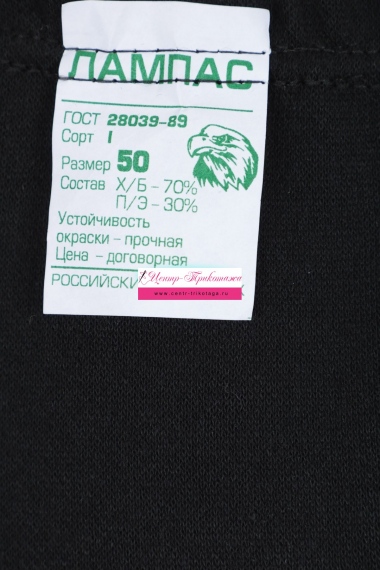 ЛАМПАС
ГОСТ 28039-89
Сорт I
Размер 50
Состав Х/Б - 70%
П/Э - 30%
Устойчивость
окраски - прочная
Цена - договорная
РОССИЙСКИ
Центр-Трикотажа
www.centr-trikotaga.ru